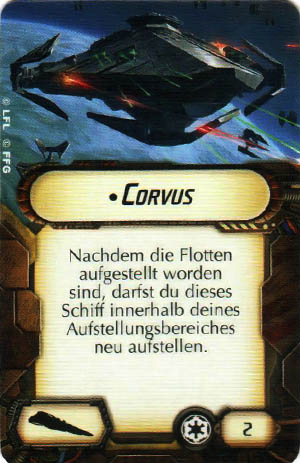 © LFL © FFG
• CORVUS
Nachdem die Flotten
aufgestellt worden
sind, darfst du dieses
Schiff innerhalb deines
Aufstellungsbereiches
neu aufstellen.
2